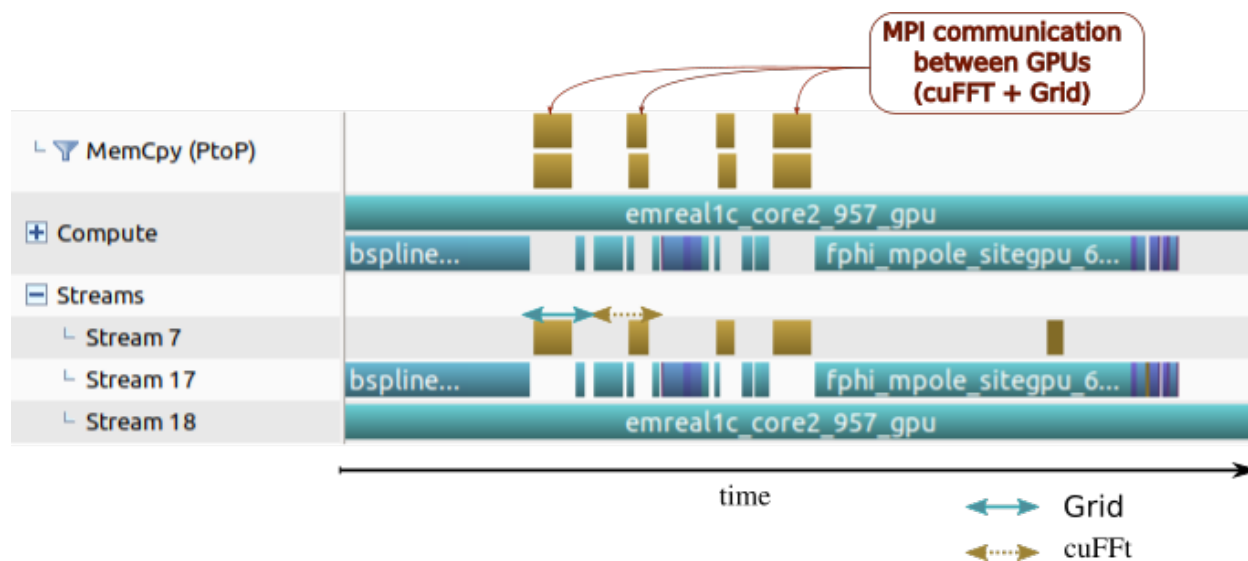 MPI communication
between GPUs
(cuFFT + Grid)
MemCpy (PtoP)
emreal1c_core2_957_gpu
Compute
bspline...
fphi_mpole_sitegpu_6...
Streams
Stream 7
Stream 17
bspline...
fphi_mpole_sitegpu_6...
Stream 18
emreal1c_core2_957_gpu
time
Grid
cuFFt